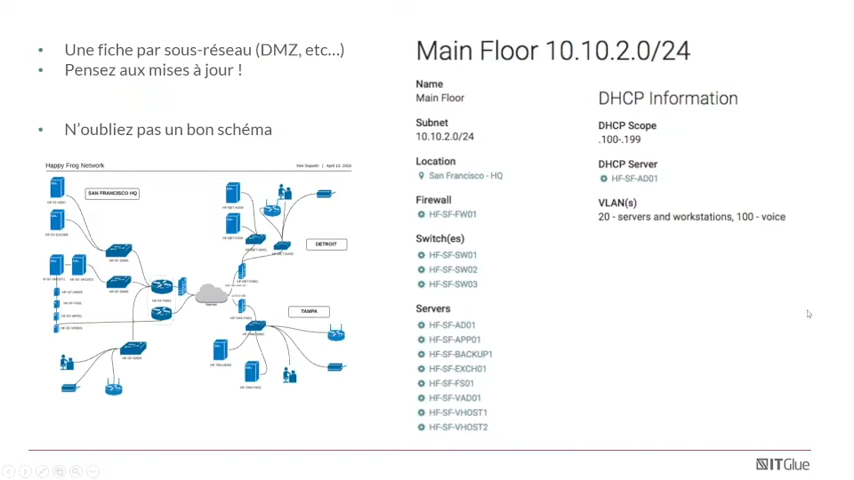 • Une fiche par sous-réseau (DMZ, etc…)
• Pensez aux mises à jour !
• N'oubliez pas un bon schéma
Happy Frog Network
SAN FRANCISCO HQ
DETROIT
TAMPA
Main Floor 10.10.2.0/24
Name
Main Floor
Subnet
10.10.2.0/24
Location
San Francisco - HQ
Firewall
HF-SF-FW01
Switch(es)
HF-SF-SW01
HF-SF-SW02
HF-SF-SW03
Servers
HF-SF-AD01
HF-SF-APP01
HF-SF-BACKUP1
HF-SF-EXCH01
HF-SF-FS01
HF-SF-VAD01
HF-SF-VHOST1
HF-SF-VHOST2
DHCP Information
DHCP Scope
.100-.199
DHCP Server
HF-SF-AD01
VLAN(s)
20 - servers and workstations, 100 - voice
ITGlue